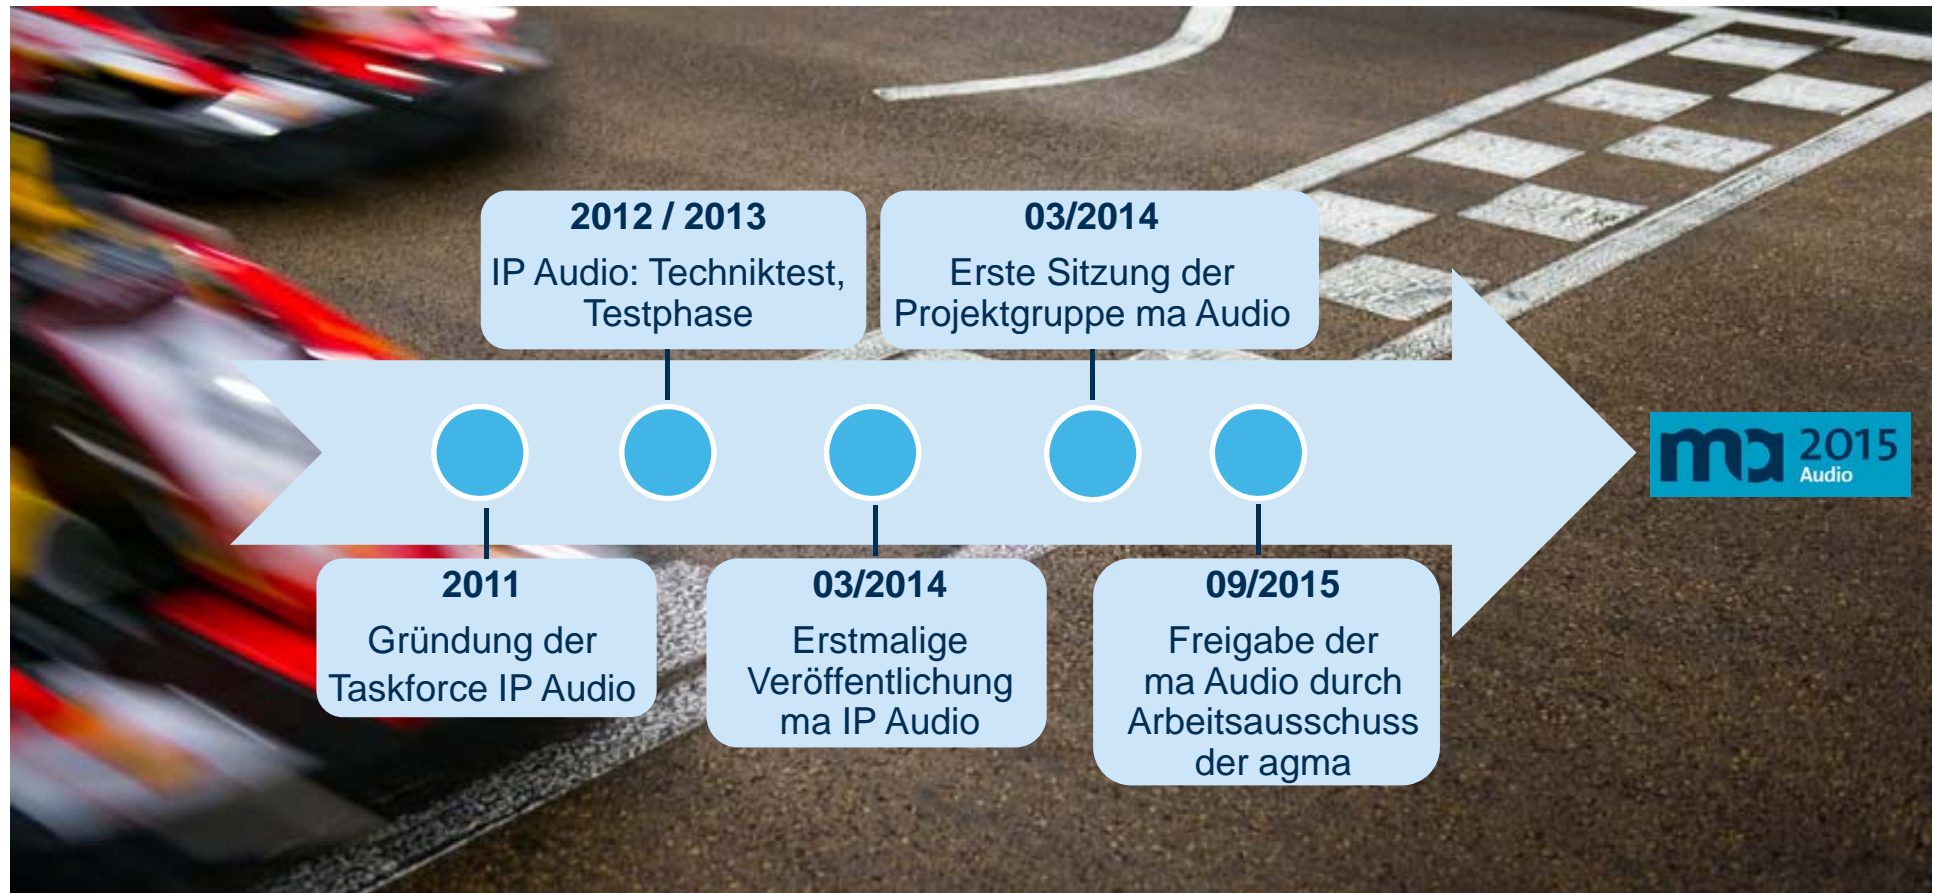 2012 / 2013
IP Audio: Techniktest,
Testphase
03/2014
Erste Sitzung der
Projektgruppe ma Audio
ma 2015
Audio
2011
Gründung der
Taskforce IP Audio
03/2014
Erstmalige
Veröffentlichung
ma IP Audio
09/2015
Freigabe der
ma Audio durch
Arbeitsausschuss
der agma